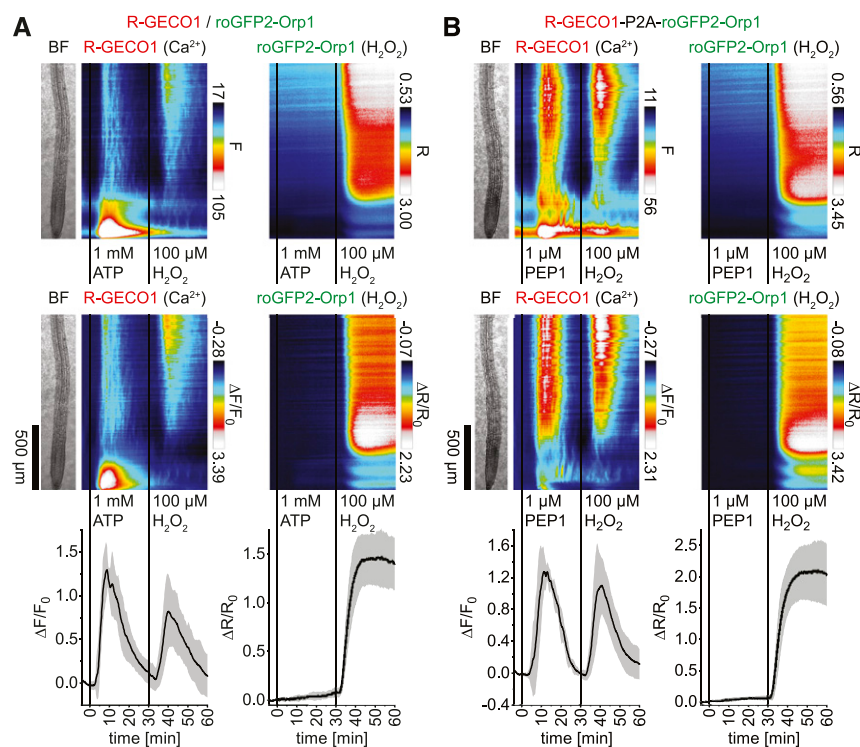 A
R-GECO1 / roGFP2-Orp1
BF R-GECO1 (Ca²⁺) roGFP2-Orp1 (H₂O₂)
17 F 105
0.53 R 3.00
1 mM ATP 100 µM H₂O₂ 1 mM ATP 100 µM H₂O₂
BF R-GECO1 (Ca²⁺) roGFP2-Orp1 (H₂O₂)
500 µm
-0.28 ΔF/F₀ 3.39
-0.07 ΔR/R₀ 2.23
1 mM ATP 100 µM H₂O₂ 1 mM ATP 100 µM H₂O₂
ΔF/F₀
1.5
1.0
0.5
0.0
0 10 20 30 40 50 60
time [min]
ΔR/R₀
2.0
1.5
1.0
0.5
0.0
0 10 20 30 40 50 60
time [min]
B
R-GECO1-P2A-roGFP2-Orp1
BF R-GECO1 (Ca²⁺) roGFP2-Orp1 (H₂O₂)
11 F 56
0.56 R 3.45
1 µM PEP1 100 µM H₂O₂ 1 µM PEP1 100 µM H₂O₂
BF R-GECO1 (Ca²⁺) roGFP2-Orp1 (H₂O₂)
500 µm
-0.27 ΔF/F₀ 2.31
-0.08 ΔR/R₀ 3.42
1 µM PEP1 100 µM H₂O₂ 1 µM PEP1 100 µM H₂O₂
ΔF/F₀
1.6
1.2
0.8
0.4
0.0
-0.4
0 10 20 30 40 50 60
time [min]
ΔR/R₀
2.5
2.0
1.5
1.0
0.5
0.0
0 10 20 30 40 50 60
time [min]